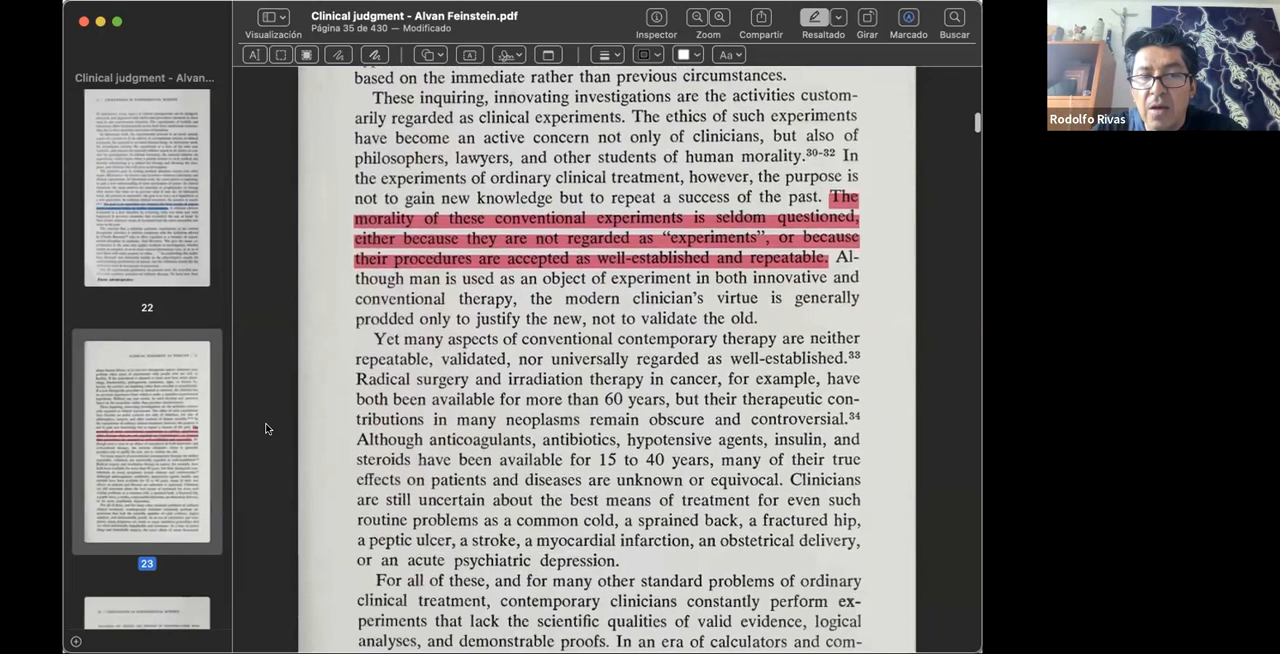 Clinical judgment - Alvan Feinstein.pdf
Página 35 de 430 — Modificado
Visualización
Inspector
Zoom
Compartir
Resaltado
Girar
Marcado
Buscar
Aa
Clinical judgment - Alvan...
22
23
based on the immediate rather than previous circumstances.
These inquiring, innovating investigations are the activities custom-
arily regarded as clinical experiments. The ethics of such experiments
have become an active concern not only of clinicians, but also of
philosophers, lawyers, and other students of human morality.30-32 In
the experiments of ordinary clinical treatment, however, the purpose is
not to gain new knowledge but to repeat a success of the past. The
morality of these conventional experiments is seldom questioned,
either because they are not regarded as “experiments”, or because
their procedures are accepted as well-established and repeatable. Al-
though man is used as an object of experiment in both innovative and
conventional therapy, the modern clinician’s virtue is generally
prodded only to justify the new, not to validate the old.
Yet many aspects of conventional contemporary therapy are neither
repeatable, validated, nor universally regarded as well-established.33
Radical surgery and intrauterine therapy in cancer, for example, have
both been available for more than 60 years, but their therapeutic con-
tributions to many neoplasms are still obscure and controversial.34
Although anticoagulants, antibiotics, hypotensive agents, insulin, and
steroids have been available for 15 to 40 years, many of their true
effects on patients and diseases are unknown or equivocal. Clinicians
are still uncertain about the best means of treatment for even such
routine problems as a common cold, a sprained back, a fractured hip,
a peptic ulcer, a stroke, a myocardial infarction, an obstetrical delivery,
or an acute psychiatric depression.
For all of these, and for many other standard problems of ordinary
clinical treatment, contemporary clinicians constantly perform ex-
periments that lack the scientific qualities of valid evidence, logical
analyses, and demonstrable proofs. In an era of calculators and com-
Rodolfo Rivas